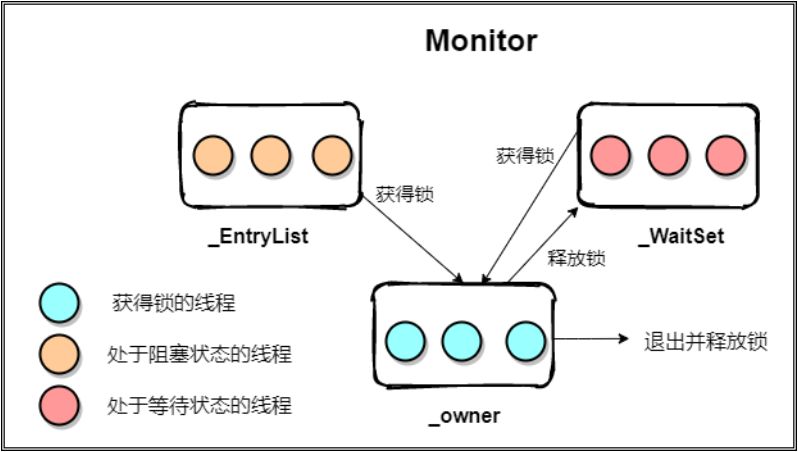 Monitor
获得锁
获得锁
_EntryList
_WaitSet
释放锁
获得锁的线程
处于阻塞状态的线程
退出并释放锁
处于等待状态的线程
_owner